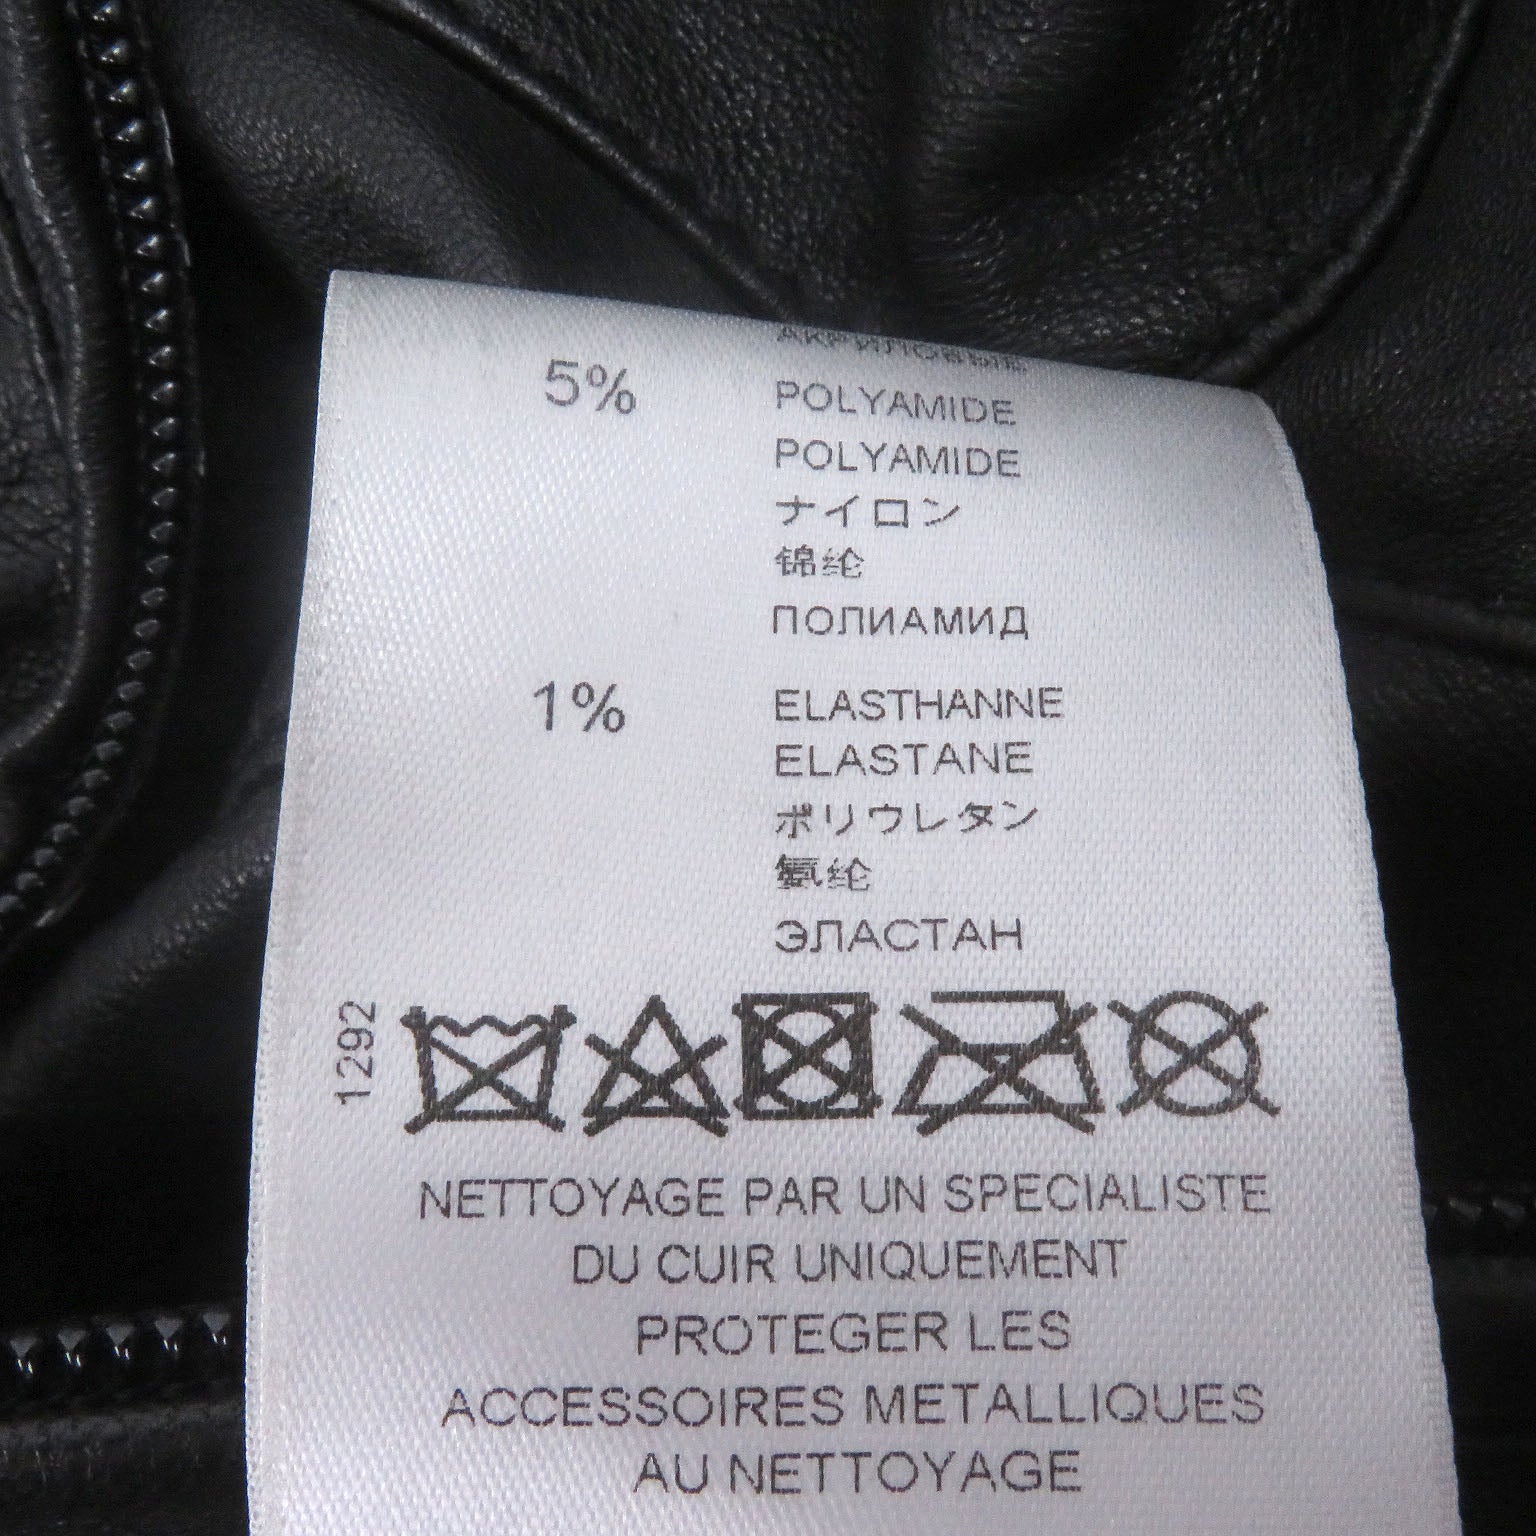 АКРИЛОВЫЕ
5% POLYAMIDE
POLYAMIDE
ナイロン
锦纶
ПОЛИАМИД
1% ELASTHANNE
ELASTANE
ポリウレタン
氨纶
ЭЛАСТАН
1292
NETTOYAGE PAR UN SPECIALISTE
DU CUIR UNIQUEMENT
PROTEGER LES
ACCESSOIRES METALLIQUES
AU NETTOYAGE